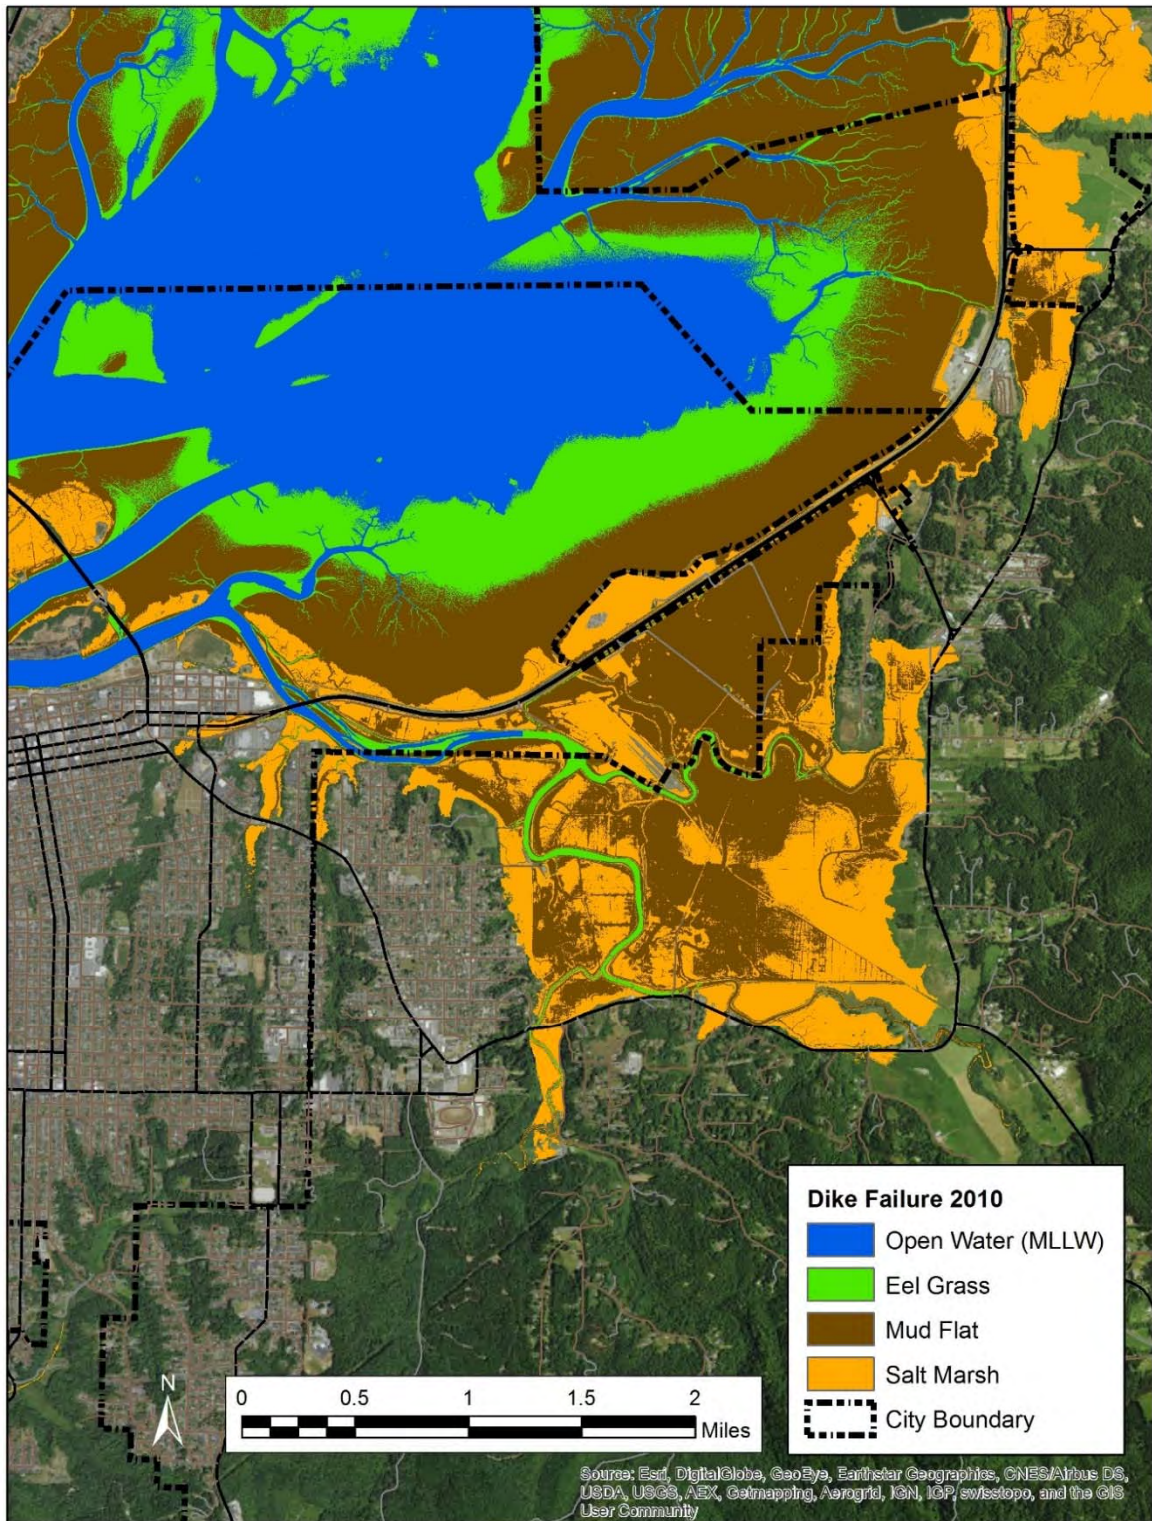 Dike Failure 2010
Open Water (MLLW)
Eel Grass
Mud Flat
Salt Marsh
City Boundary
N
0 0.5 1 1.5 2
Miles
Source: Esri, DigitalGlobe, GeoEye, Earthstar Geographics, CNES/Airbus DS,
USDA, USGS, AEX, Getmapping, Aerogrid, IGN, IGP, swisstopo, and the GIS
User Community